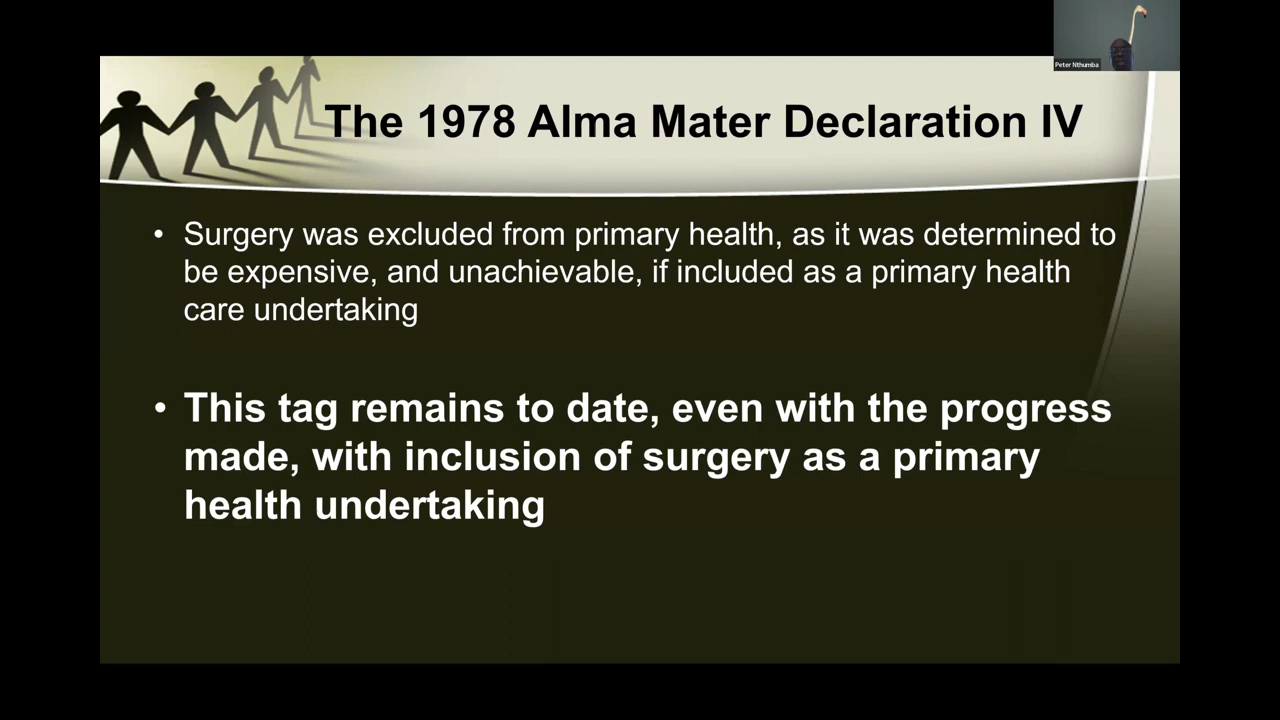 Peter Nthumba
The 1978 Alma Mater Declaration IV
• Surgery was excluded from primary health, as it was determined to
be expensive, and unachievable, if included as a primary health
care undertaking
• This tag remains to date, even with the progress
made, with inclusion of surgery as a primary
health undertaking